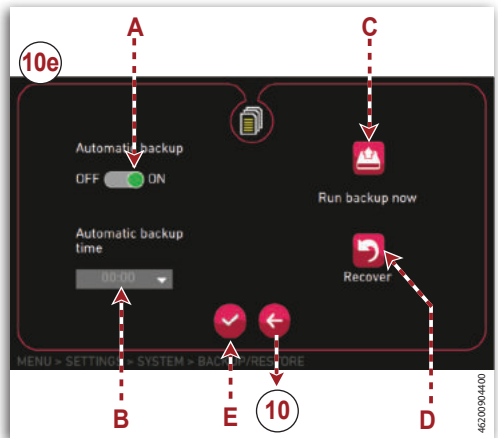 A
C
10e
Automatic backup
OFF ON
Run backup now
Automatic backup
time
00:00
Recover
MENU > SETTINGS > SYSTEM > BACKUP/RESTORE
B
E
10
D
46200904400